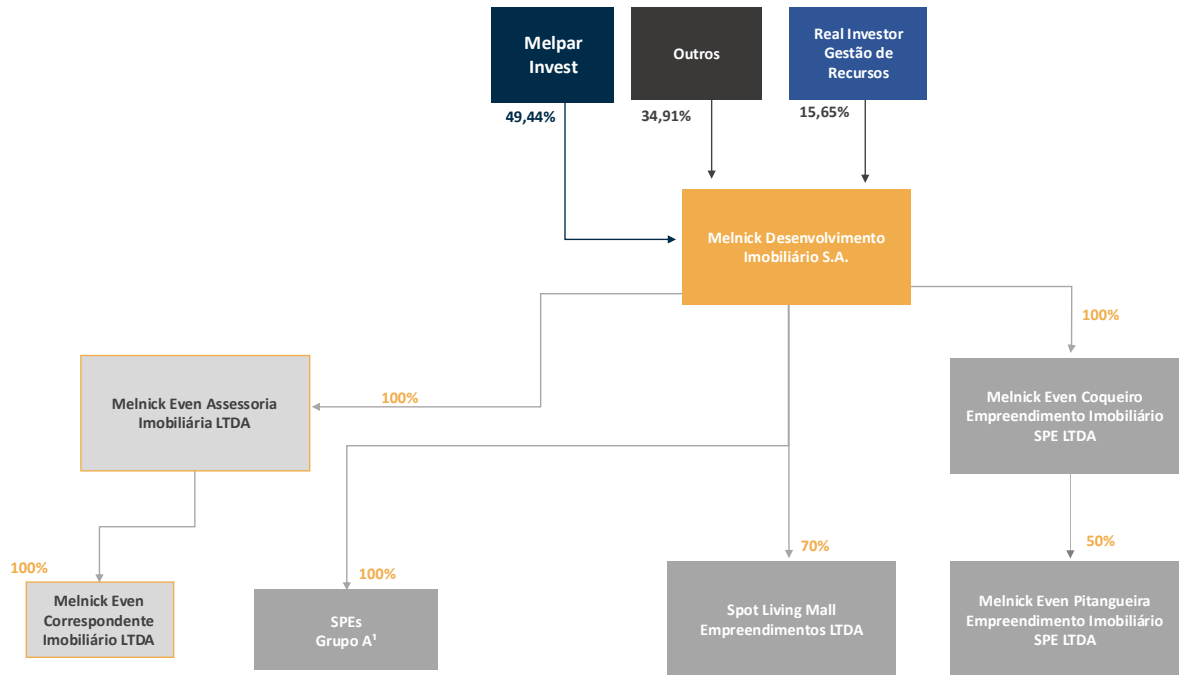 Melpar
Invest
Outros
Real Investor
Gestão de
Recursos
49,44%
34,91%
15,65%
Melnick Desenvolvimento
Imobiliário S.A.
100%
100%
Melnick Even Assessoria
Imobiliária LTDA
Melnick Even Coqueiro
Empreendimento Imobiliário
SPE LTDA
100%
100%
70%
50%
Melnick Even
Correspondente
Imobiliário LTDA
SPEs
Grupo A¹
Spot Living Mall
Empreendimentos LTDA
Melnick Even Pitangueira
Empreendimento Imobiliário
SPE LTDA